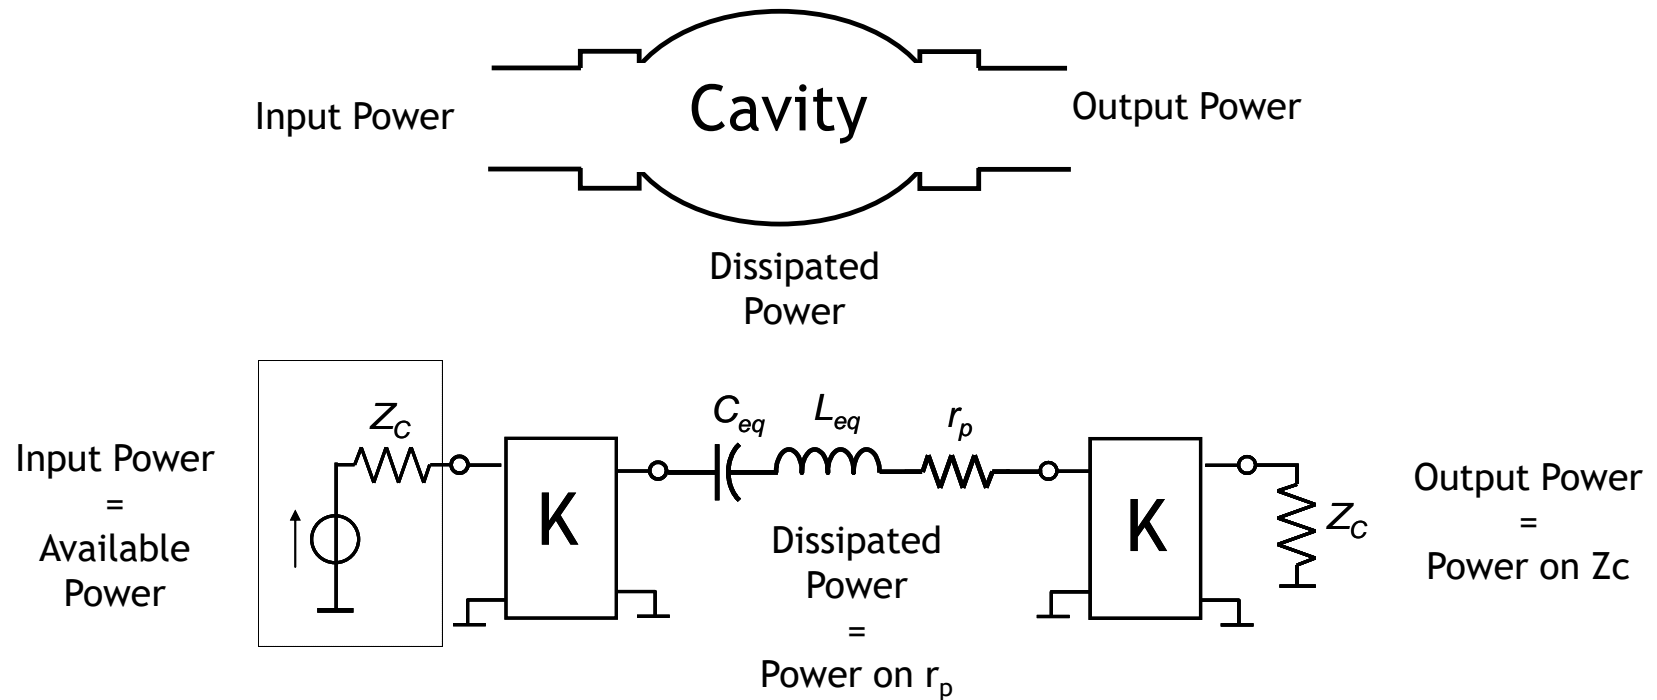 Input Power
Cavity
Output Power
Dissipated
Power
Z_C
C_eq
L_eq
r_p
Input Power
=
Available
Power
K
Dissipated
Power
=
Power on r_p
K
Z_C
Output Power
=
Power on Zc